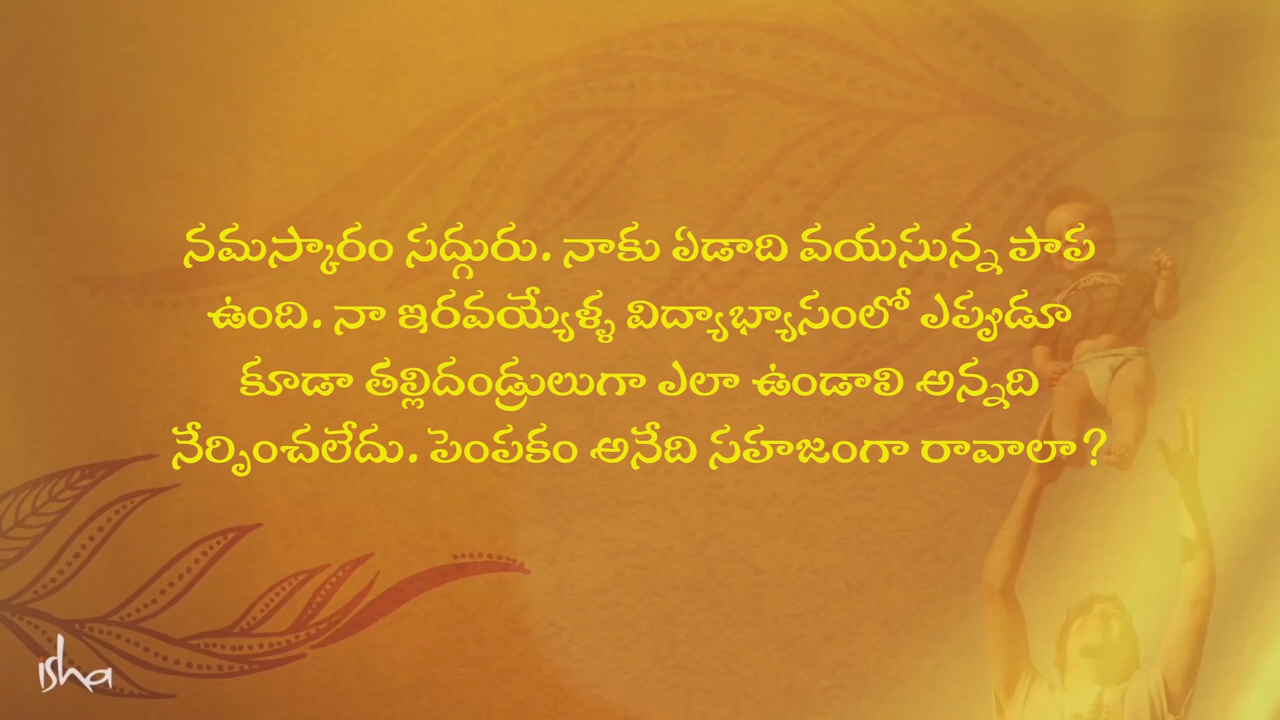 నమస్కారం సద్గురు. నాకు ఏడాది వయసున్న పాప
ఉంది. నా ఇరవయ్యేళ్ళ విద్యాభ్యాసంలో ఎప్పుడూ
కూడా తల్లిదండ్రులుగా ఎలా ఉండాలి అన్నది
నేర్పించలేదు. పెంపకం అనేది సహజంగా రావాలా?
isha